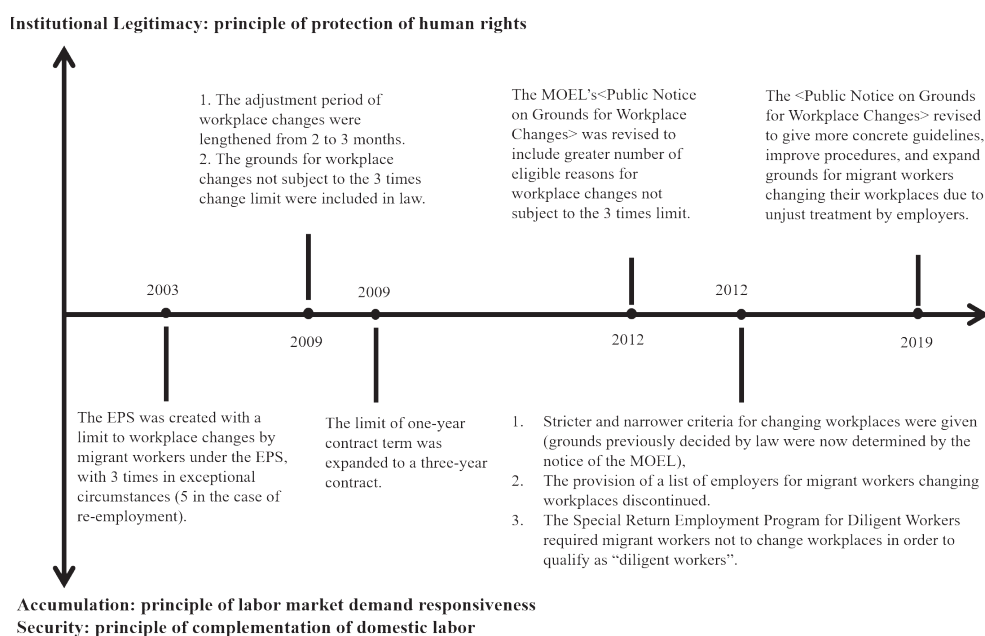 Institutional Legitimacy: principle of protection of human rights
1. The adjustment period of
workplace changes were
lengthened from 2 to 3 months.
2. The grounds for workplace
changes not subject to the 3 times
change limit were included in law.
The MOEL's<Public Notice
on Grounds for Workplace
Changes> was revised to
include greater number of
eligible reasons for
workplace changes not
subject to the 3 times limit.
The <Public Notice on Grounds
for Workplace Changes> revised
to give more concrete guidelines,
improve procedures, and expand
grounds for migrant workers
changing their workplaces due to
unjust treatment by employers.
2003
2009
2012
2009
2012
2019
The EPS was created with a
limit to workplace changes by
migrant workers under the EPS,
with 3 times in exceptional
circumstances (5 in the case of
re-employment).
The limit of one-year
contract term was
expanded to a three-year
contract.
1. Stricter and narrower criteria for changing workplaces were given
(grounds previously decided by law were now determined by the
notice of the MOEL),
2. The provision of a list of employers for migrant workers changing
workplaces discontinued.
3. The Special Return Employment Program for Diligent Workers
required migrant workers not to change workplaces in order to
qualify as “diligent workers”.
Accumulation: principle of labor market demand responsiveness
Security: principle of complementation of domestic labor